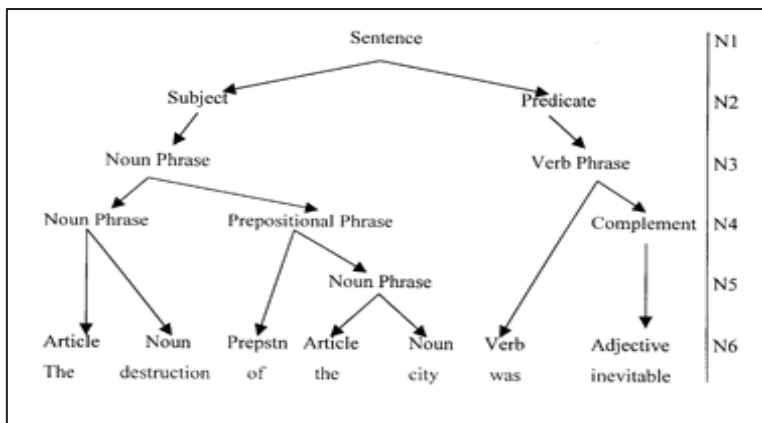 Sentence N1
Subject Predicate N2
Noun Phrase Verb Phrase N3
Noun Phrase Prepositional Phrase Complement N4
Noun Phrase N5
Article Noun Prepstn Article Noun Verb Adjective N6
The destruction of the city was inevitable